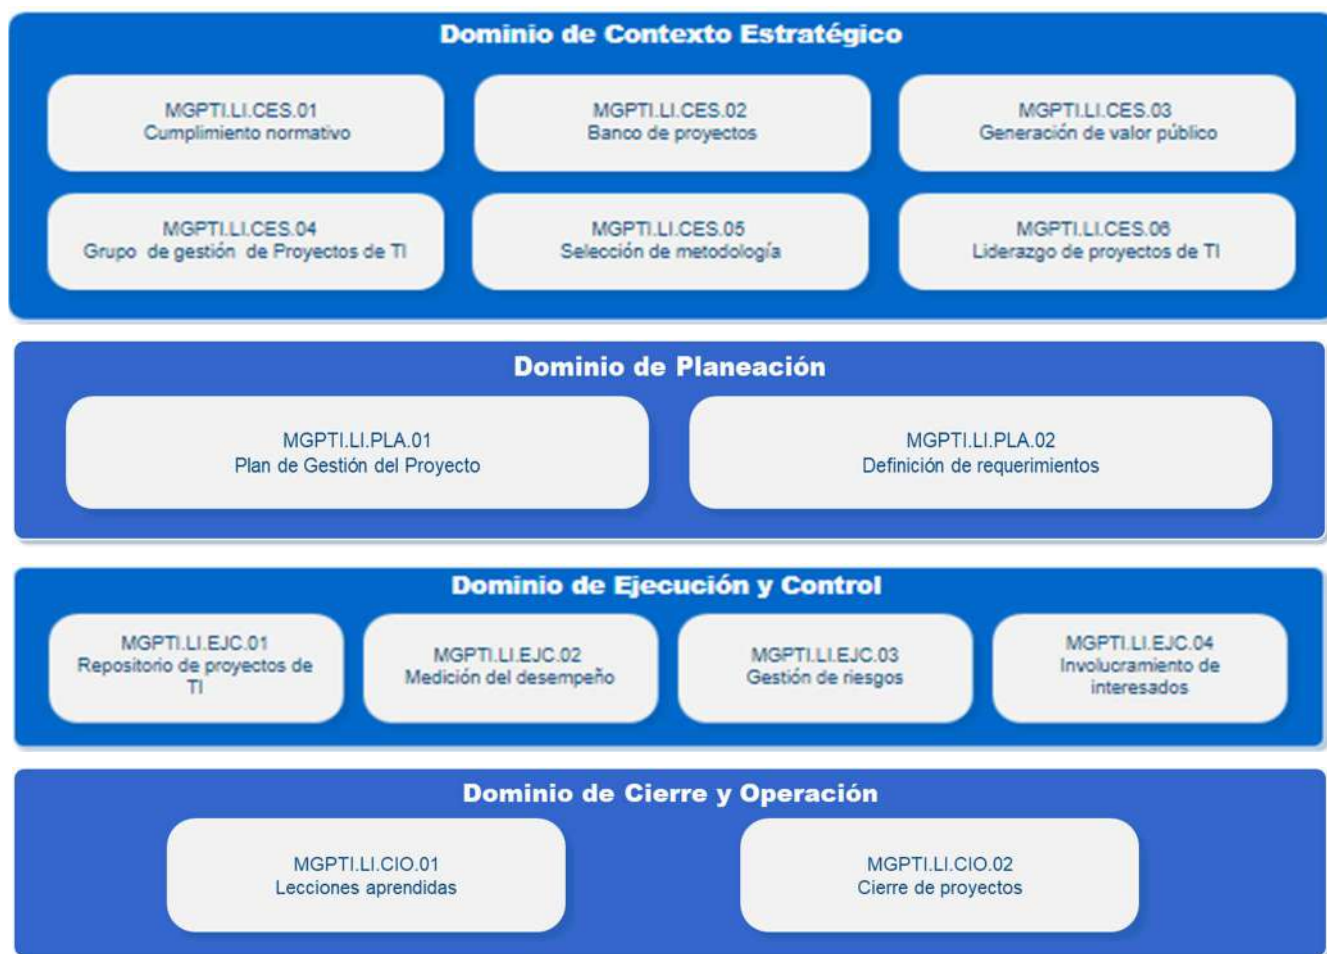 Dominio de Contexto Estratégico
MGPTI.LI.CES.01
Cumplimiento normativo
MGPTI.LI.CES.02
Banco de proyectos
MGPTI.LI.CES.03
Generación de valor público
MGPTI.LI.CES.04
Grupo de gestión de Proyectos de TI
MGPTI.LI.CES.05
Selección de metodología
MGPTI.LI.CES.06
Liderazgo de proyectos de TI
Dominio de Planeación
MGPTI.LI.PLA.01
Plan de Gestión del Proyecto
MGPTI.LI.PLA.02
Definición de requerimientos
Dominio de Ejecución y Control
MGPTI.LI.EJC.01
Repositorio de proyectos de
TI
MGPTI.LI.EJC.02
Medición del desempeño
MGPTI.LI.EJC.03
Gestión de riesgos
MGPTI.LI.EJC.04
Involucramiento de
interesados
Dominio de Cierre y Operación
MGPTI.LI.CIO.01
Lecciones aprendidas
MGPTI.LI.CIO.02
Cierre de proyectos